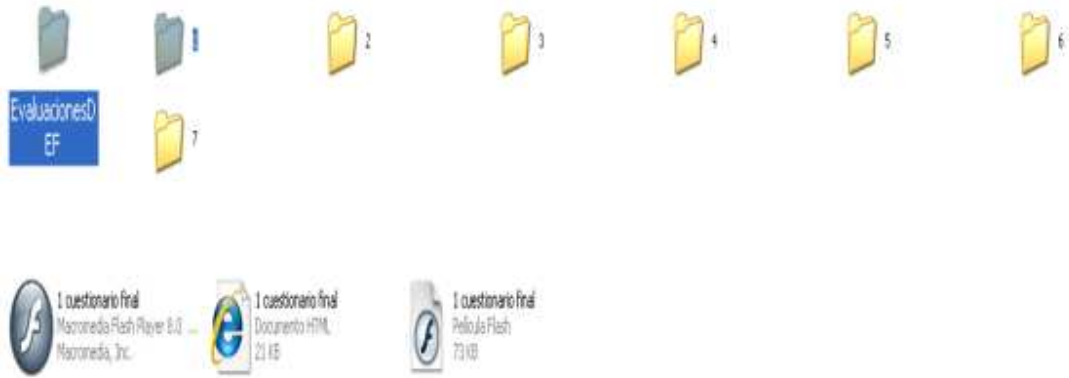 1
2
3
4
5
6
EvaluacionesD
EF
7
1 cuestionario final
Macromedia Flash Player 8.0 ...
Macromedia, Inc.
1 cuestionario final
Documento HTML
21 KB
1 cuestionario final
Película Flash
73 KB